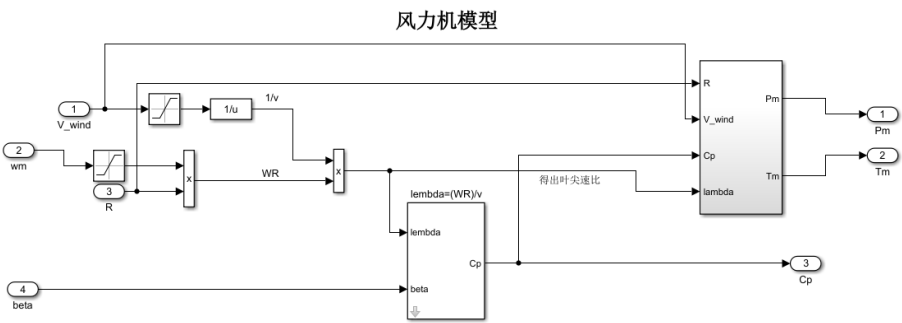 风力机模型
1
V_wind
1/u
1/v
2
wm
3
R
x
WR
x
得出叶尖速比
lembda=(WR)/v
lembda
beta
Cp
4
beta
R
V_wind
Cp
lambda
Pm
Tm
1
Pm
2
Tm
3
Cp